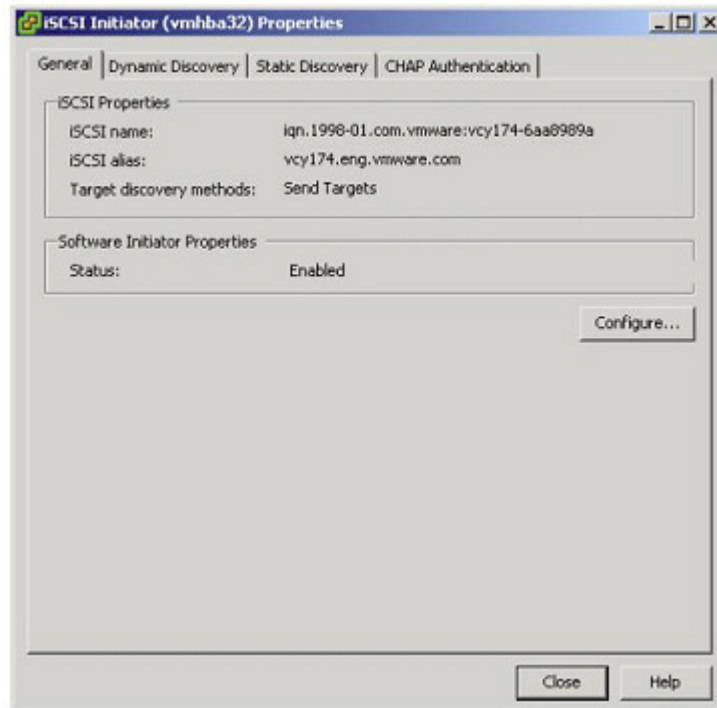 iSCSI Initiator (vmhba32) Properties
General Dynamic Discovery Static Discovery CHAP Authentication
iSCSI Properties
iSCSI name: iqn.1998-01.com.vmware:vcy174-6aa8989a
iSCSI alias: vcy174.eng.vmware.com
Target discovery methods: Send Targets
Software Initiator Properties
Status: Enabled
Configure...
Close Help